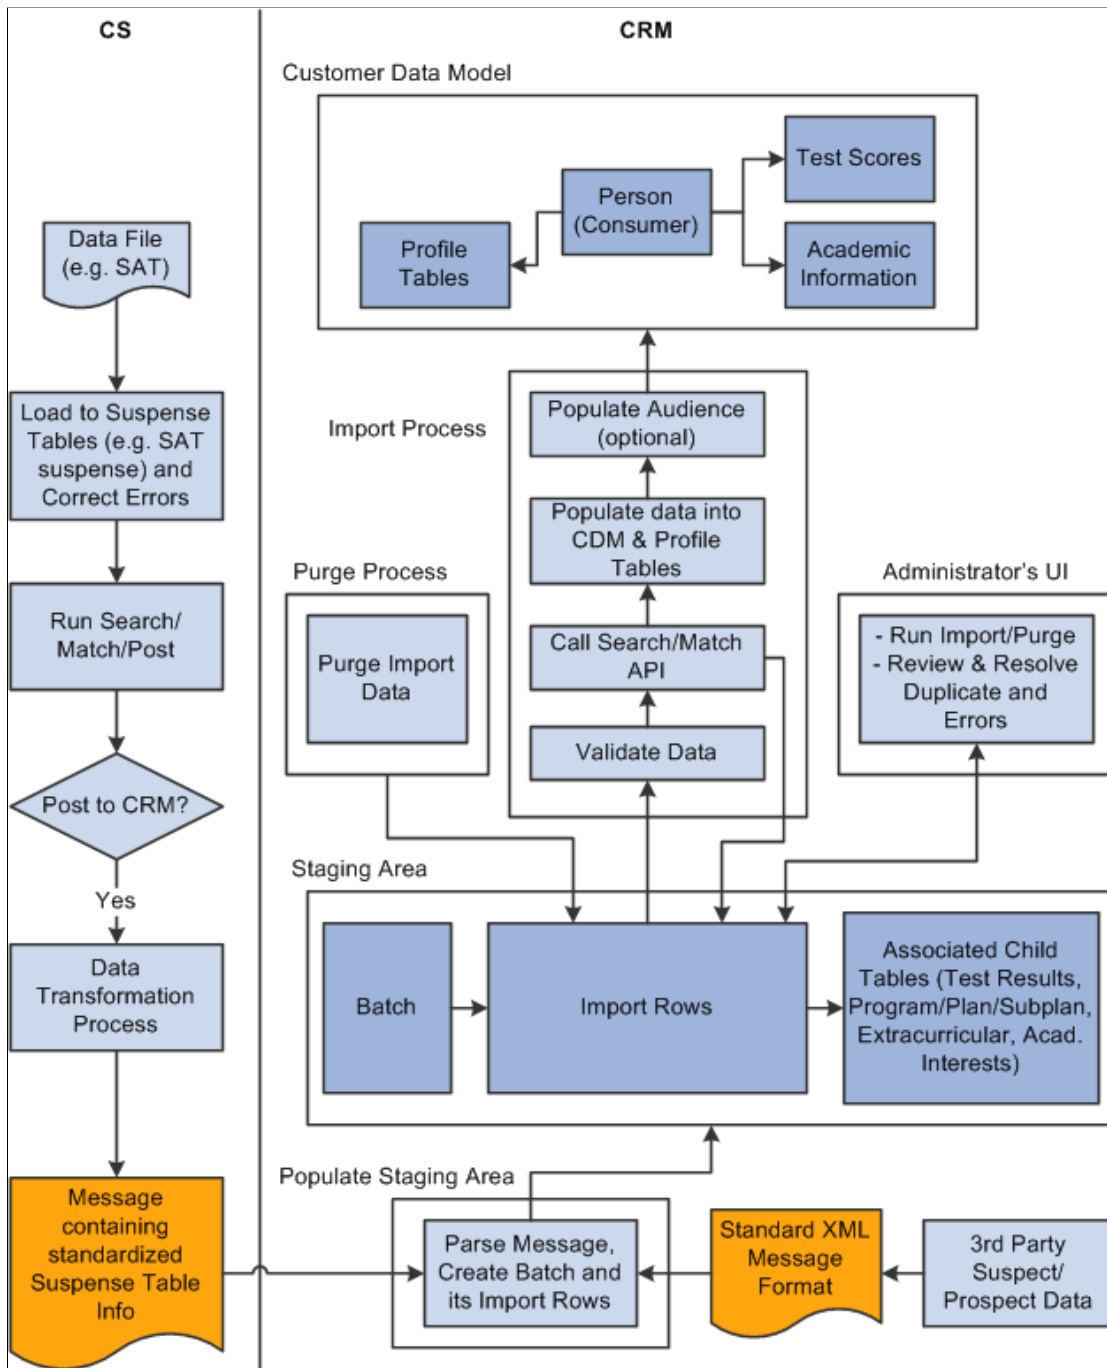 CS
Data File
(e.g. SAT)
Load to Suspense
Tables (e.g. SAT
suspense) and
Correct Errors
Run Search/
Match/Post
Post to CRM?
Yes
Data
Transformation
Process
Message
containing
standardized
Suspense Table
Info
CRM
Customer Data Model
Test Scores
Person
(Consumer)
Profile
Tables
Academic
Information
Import Process
Populate Audience
(optional)
Populate data into
CDM & Profile
Tables
Call Search/Match
API
Validate Data
Purge Process
Purge Import
Data
Administrator's UI
- Run Import/Purge
- Review & Resolve
Duplicate and
Errors
Staging Area
Batch
Import Rows
Associated Child
Tables (Test Results,
Program/Plan/Subplan,
Extracurricular, Acad.
Interests)
Populate Staging Area
Parse Message,
Create Batch and
its Import Rows
Standard XML
Message
Format
3rd Party
Suspect/
Prospect Data